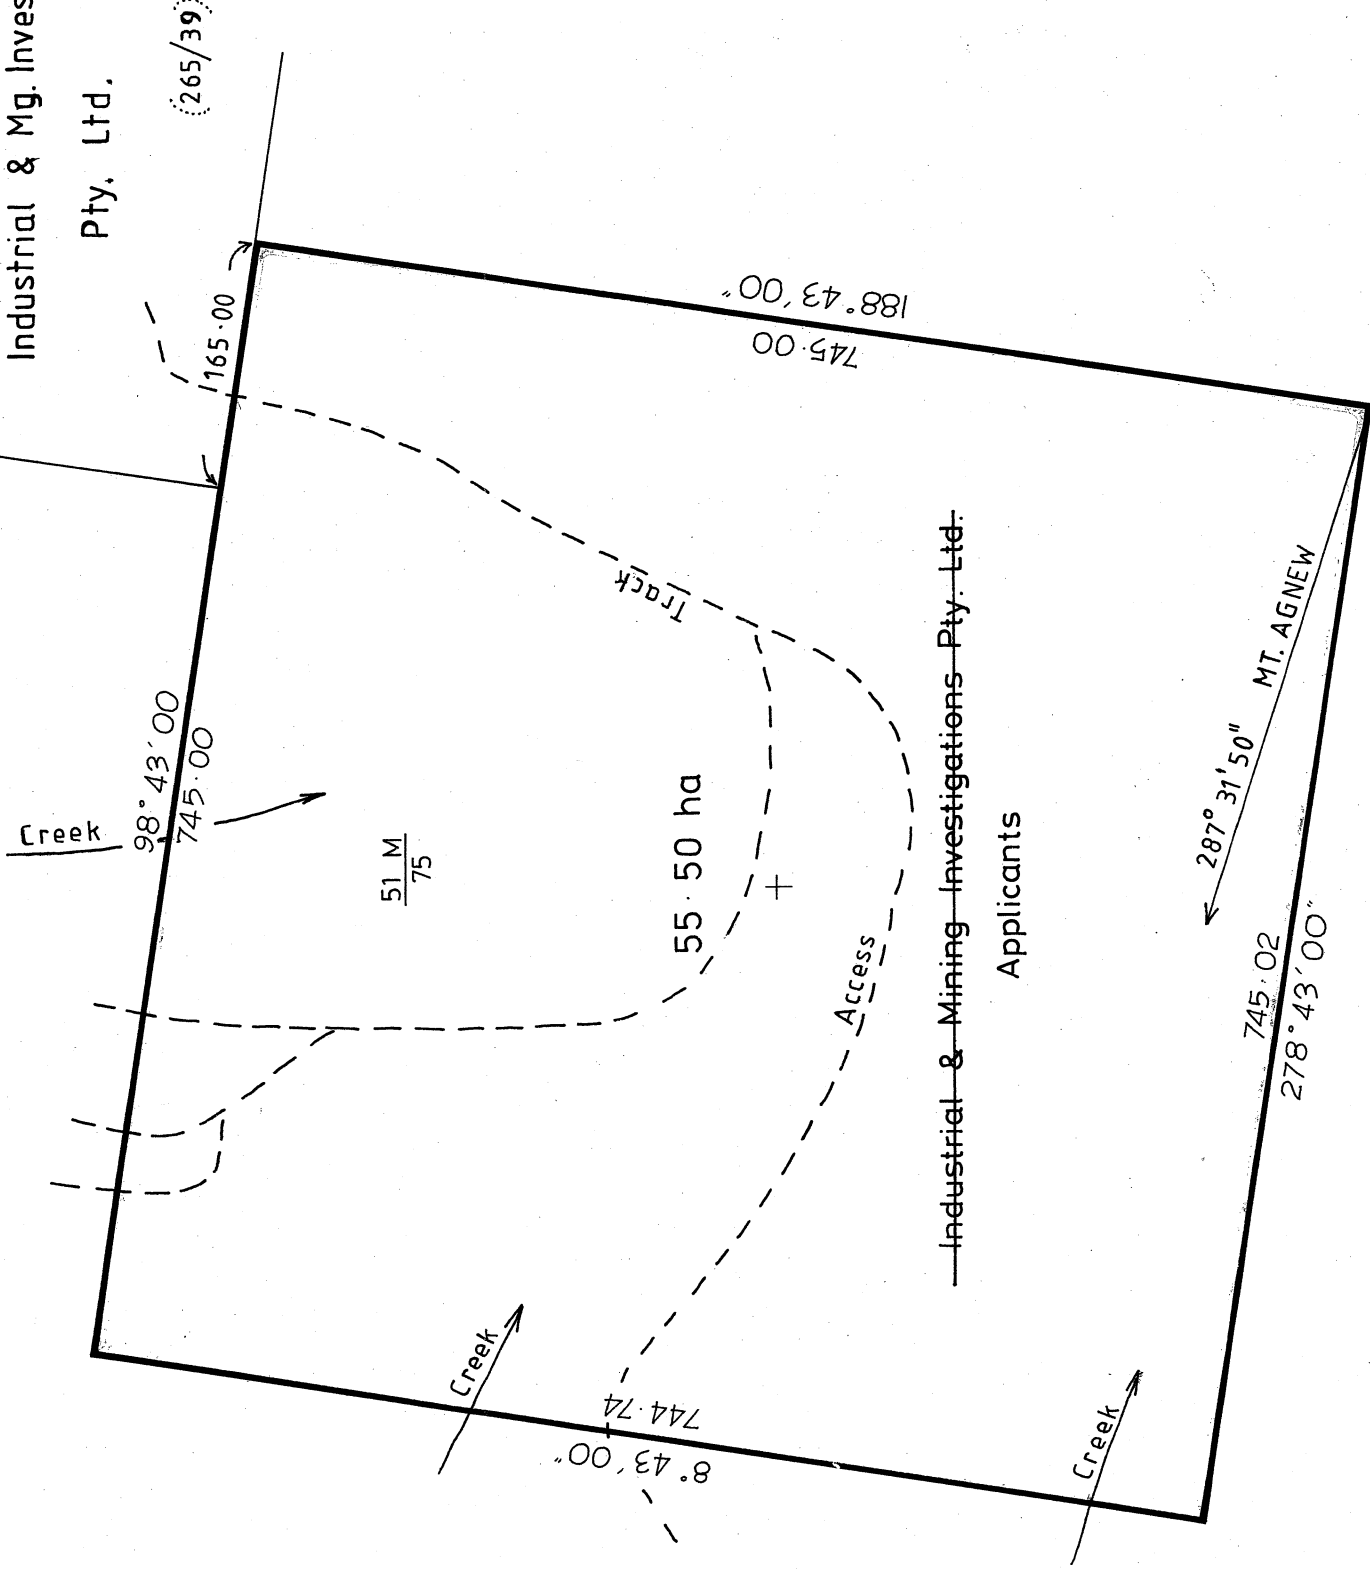 Industrial & Mg. Inves
Pty. Ltd.
(265/39)
165·00
188° 43′ 00″
745·00
98° 43′ 00
745·00
Creek
51 M
75
Track
55·50 ha
Access
Industrial & Mining Investigations Pty. Ltd.
Applicants
MT. AGNEW
287° 31' 50"
745·02
278° 43′ 00″
Creek
744·74
8° 43′ 00″
Creek